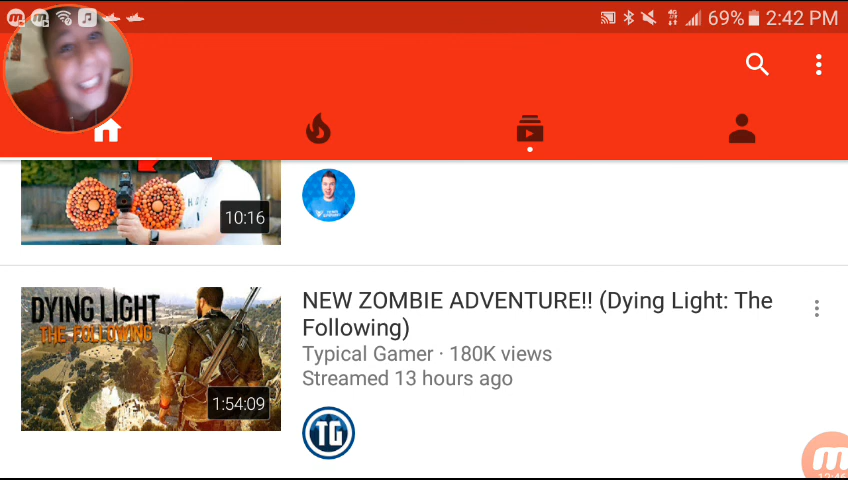 69% 2:42 PM
10:16
DYING LIGHT
THE FOLLOWING
1:54:09
NEW ZOMBIE ADVENTURE!! (Dying Light: The
Following)
Typical Gamer · 180K views
Streamed 13 hours ago
TG